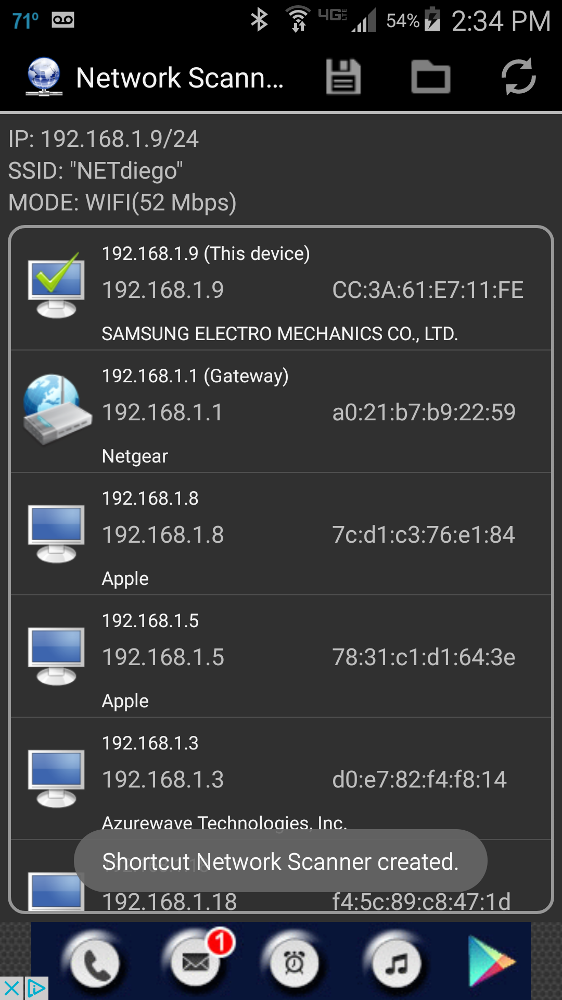 71° 4G LTE 54% 2:34 PM
Network Scann...
IP: 192.168.1.9/24
SSID: "NETdiego"
MODE: WIFI(52 Mbps)
192.168.1.9 (This device)
192.168.1.9 CC:3A:61:E7:11:FE
SAMSUNG ELECTRO MECHANICS CO., LTD.
192.168.1.1 (Gateway)
192.168.1.1 a0:21:b7:b9:22:59
Netgear
192.168.1.8
192.168.1.8 7c:d1:c3:76:e1:84
Apple
192.168.1.5
192.168.1.5 78:31:c1:d1:64:3e
Apple
192.168.1.3
192.168.1.3 d0:e7:82:f4:f8:14
Azurewave Technologies, Inc.
192.168.1.18
Shortcut Network Scanner created.
192.168.1.18 f4:5c:89:c8:47:1d
1